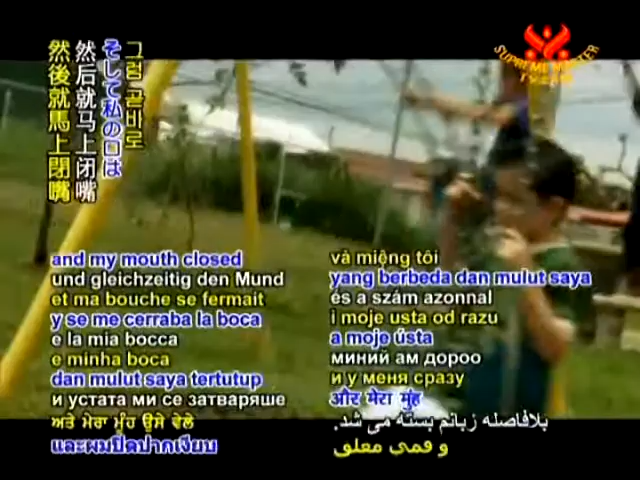 SUPREME MASTER
TV
그럼 곧바로
そして私の口は
然后就马上闭嘴
然後就馬上閉嘴
and my mouth closed
und gleichzeitig den Mund
et ma bouche se fermait
y se me cerraba la boca
e la mia bocca
e minha boca
dan mulut saya tertutup
и устата ми се затваряше
ਅਤੇ ਮੇਰਾ ਮੂੰਹ ਉਸੇ ਵੇਲੇ
และผมปิดปากเงียบ
và miệng tôi
yang berbeda dan mulut saya
és a szám azonnal
i moje usta od razu
a moje ústa
миний ам дороо
и у меня сразу
और मेरा मुंह
بلافاصله زبانم بسته می شد.
و فمي معلق